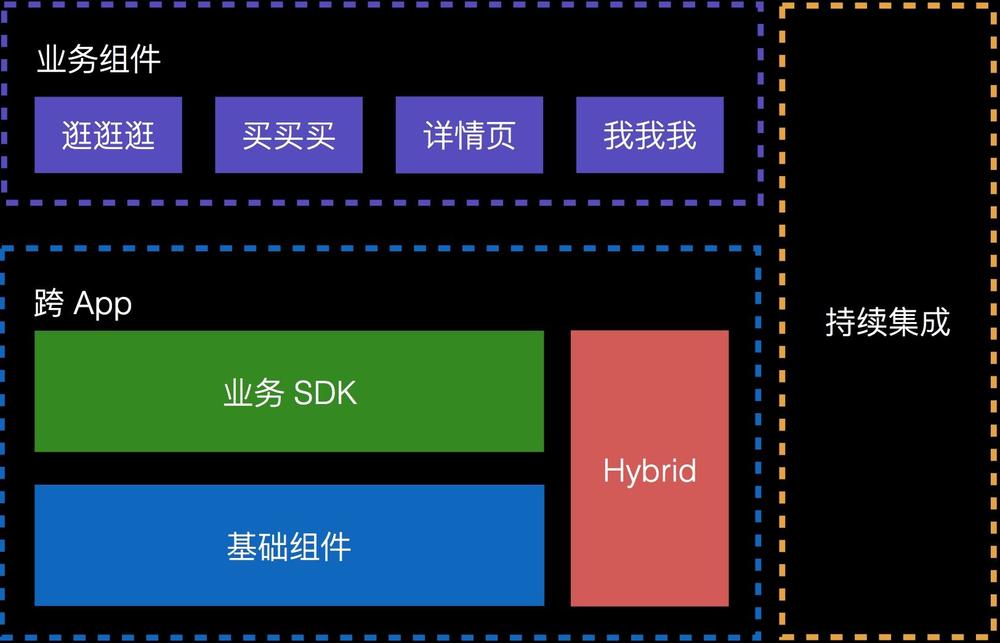 业务组件
逛逛逛
买买买
详情页
我我我
跨 App
业务 SDK
Hybrid
基础组件
持续集成